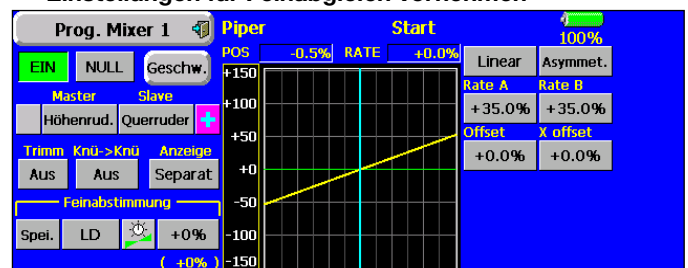 Einstellungen für Feinabgleich vornehmen
Prog. Mixer 1 Piper Start 100%
POS -0.5% RATE +0.0%
EIN NULL Geschw.
Linear Asymmet.
Master Slave
Rate A Rate B
Höhenrud. Querruder +
+35.0% +35.0%
Offset X offset
+0.0% +0.0%
Trimm Knü->Knü Anzeige
Aus Aus Separat
Feinabstimmung
Spei. LD +0%
( +0% )
+150
+100
+50
+0
-50
-100
-150